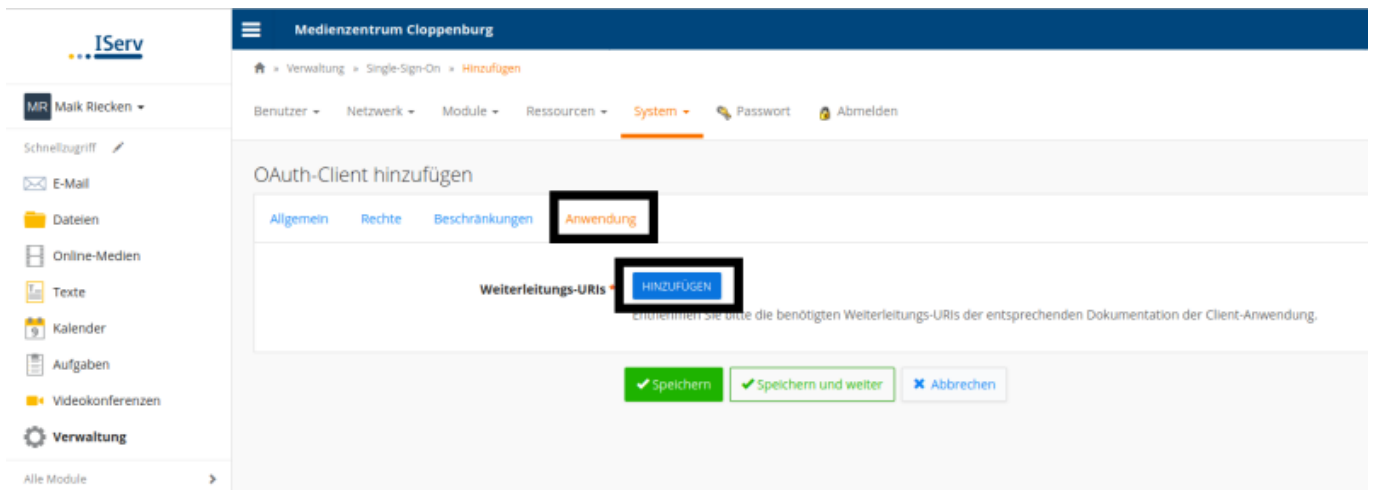 IServ
Medienzentrum Cloppenburg
» Verwaltung » Single-Sign-On » Hinzufügen
MR Maik Riecken
Benutzer Netzwerk Module Ressourcen System Passwort Abmelden
Schnellzugriff
E-Mail
Dateien
Online-Medien
Texte
Kalender
9
Aufgaben
Videokonferenzen
Verwaltung
Alle Module
OAuth-Client hinzufügen
Allgemein Rechte Beschränkungen Anwendung
Weiterleitungs-URIs * HINZUFÜGEN
Entnehmen Sie bitte die benötigten Weiterleitungs-URIs der entsprechenden Dokumentation der Client-Anwendung.
Speichern Speichern und weiter Abbrechen